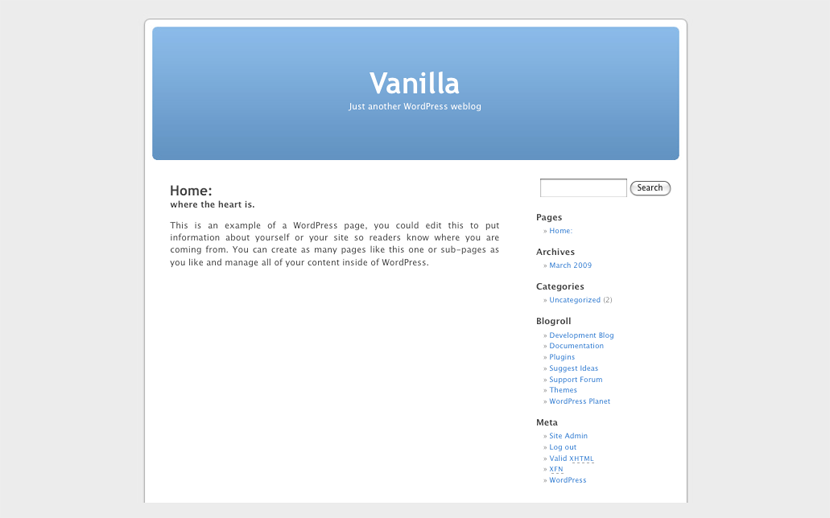 Vanilla
Just another WordPress weblog
Home:
where the heart is.
This is an example of a WordPress page, you could edit this to put
information about yourself or your site so readers know where you are
coming from. You can create as many pages like this one or sub-pages as
you like and manage all of your content inside of WordPress.
Search
Pages
» Home:
Archives
» March 2009
Categories
» Uncategorized (2)
Blogroll
» Development Blog
» Documentation
» Plugins
» Suggest Ideas
» Support Forum
» Themes
» WordPress Planet
Meta
» Site Admin
» Log out
» Valid XHTML
» XFN
» WordPress